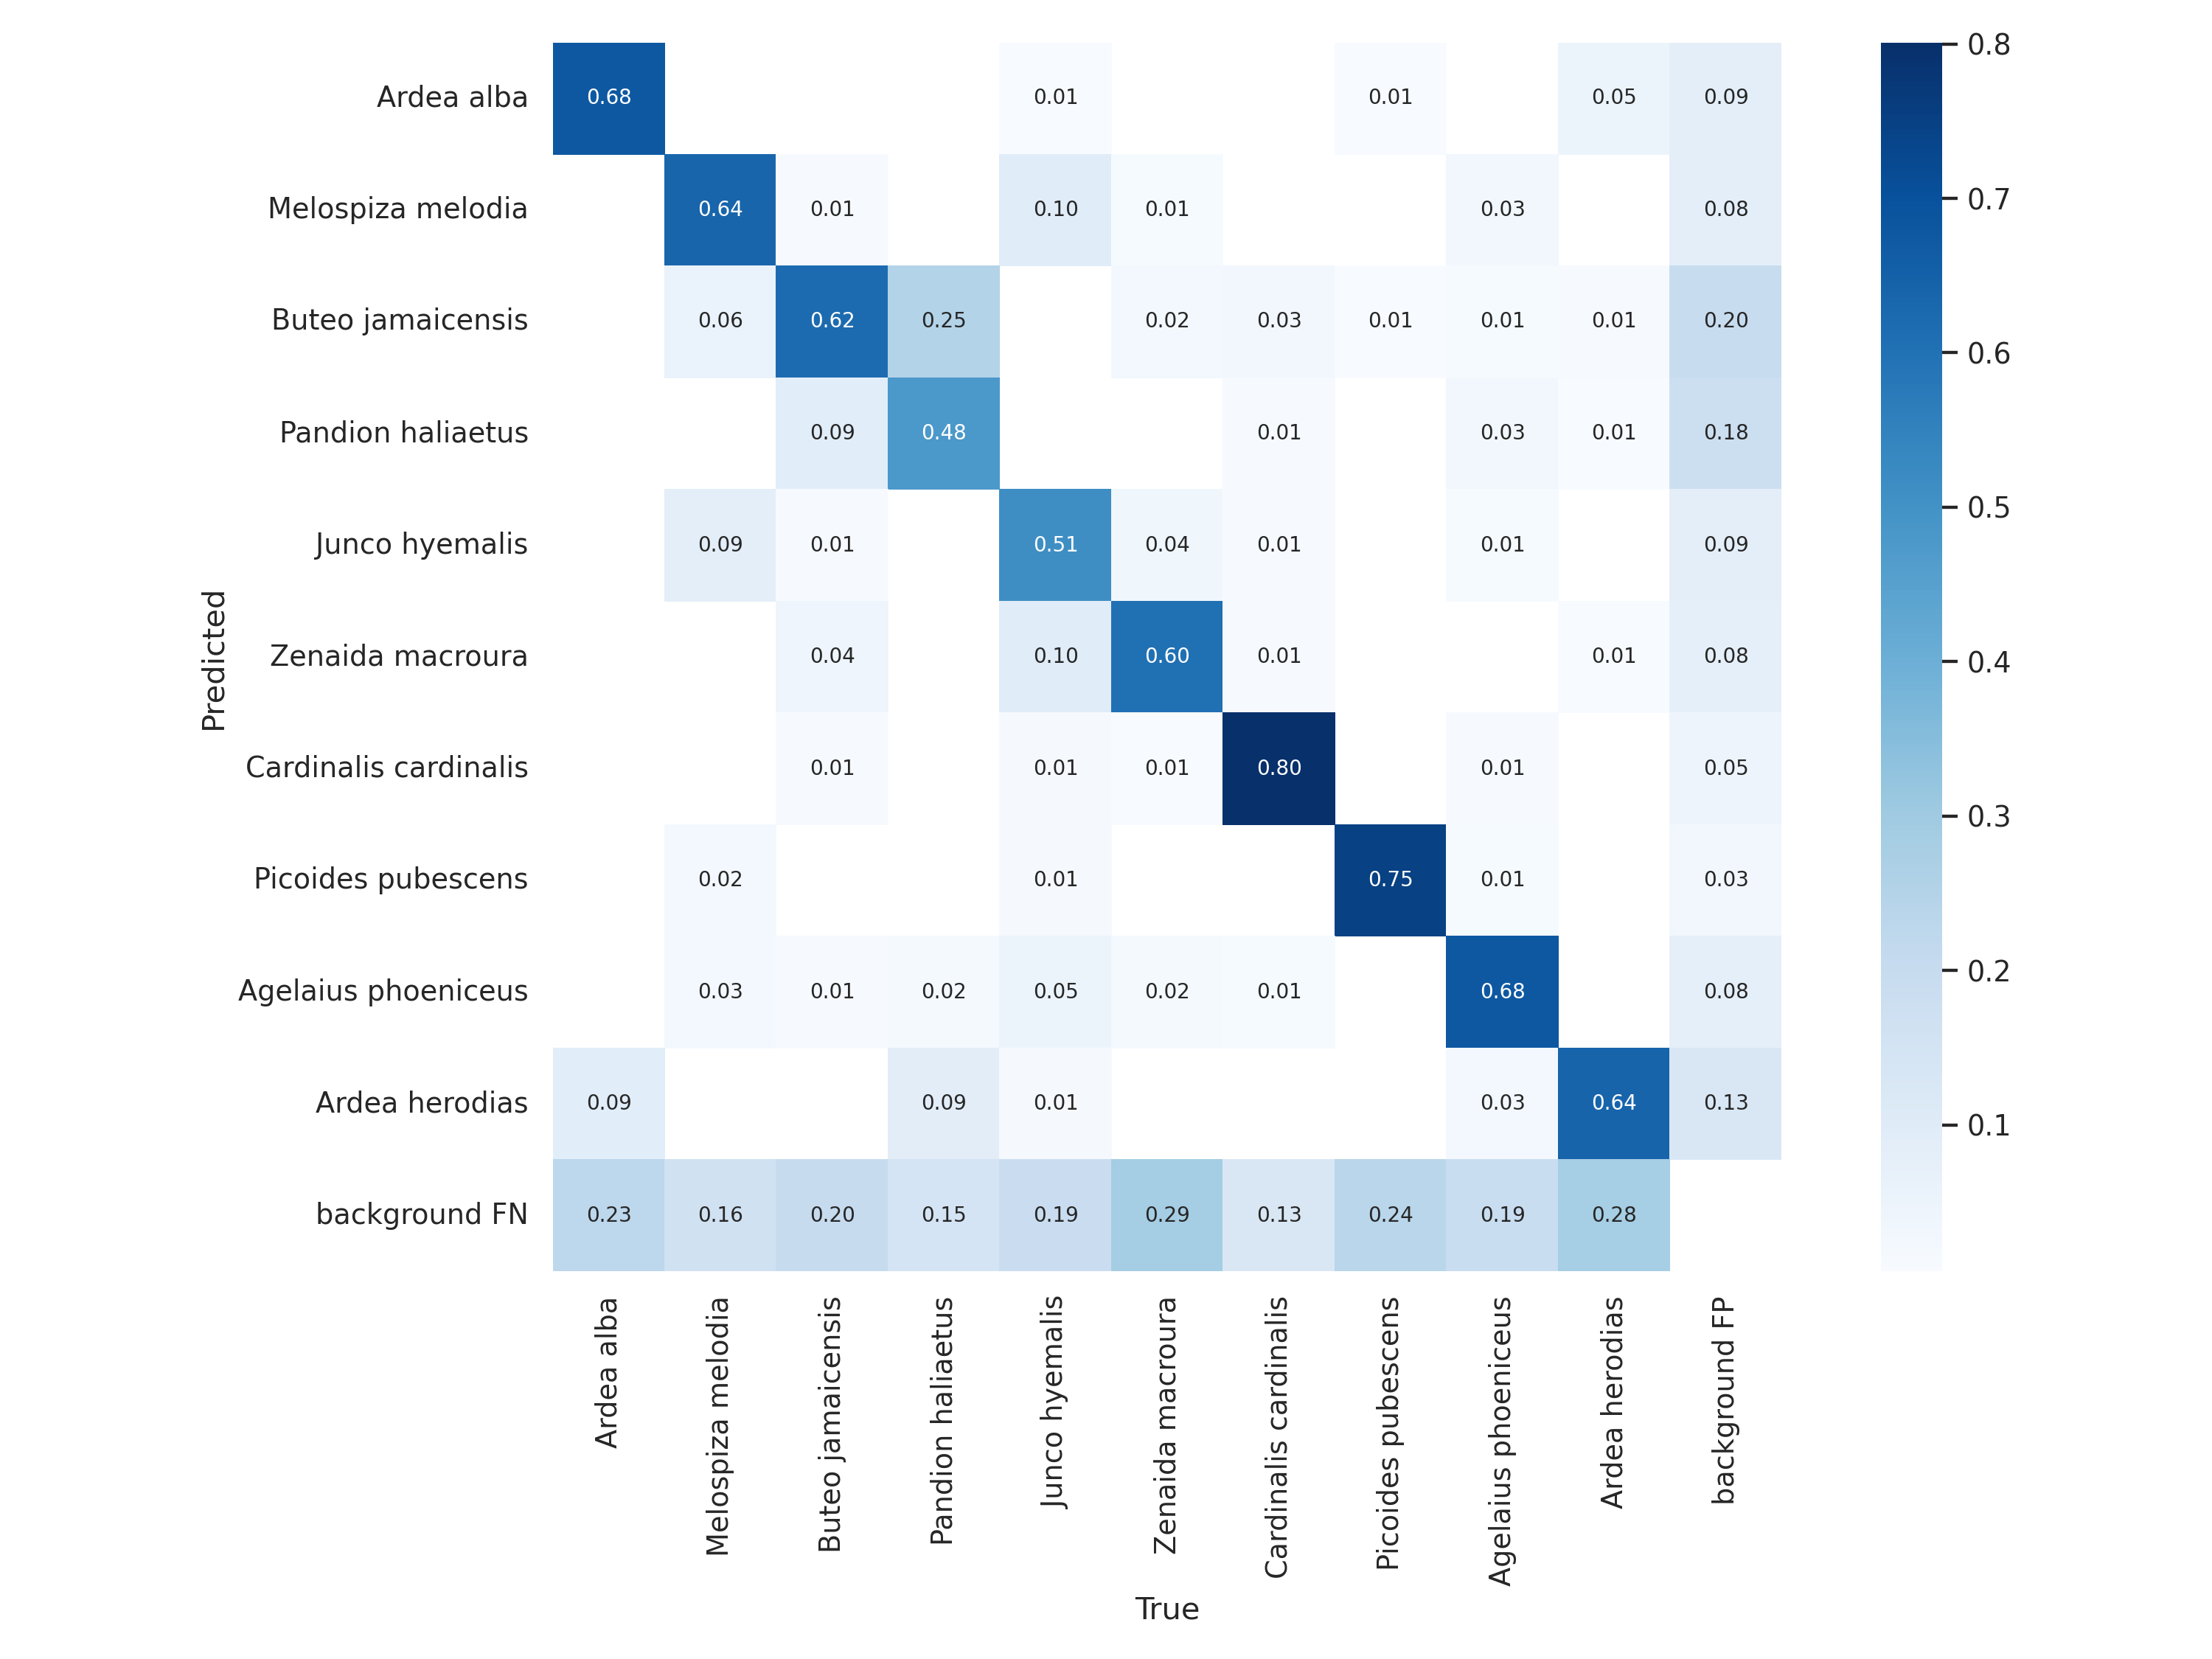 Ardea alba 0.68 0.01 0.01 0.05 0.09
Melospiza melodia 0.64 0.01 0.10 0.01 0.03 0.08
Buteo jamaicensis 0.06 0.62 0.25 0.02 0.03 0.01 0.01 0.01 0.20
Pandion haliaetus 0.09 0.48 0.01 0.03 0.01 0.18
Junco hyemalis 0.09 0.01 0.51 0.04 0.01 0.01 0.09
Zenaida macroura 0.04 0.10 0.60 0.01 0.01 0.08
Cardinalis cardinalis 0.01 0.01 0.01 0.80 0.01 0.05
Picoides pubescens 0.02 0.01 0.75 0.01 0.03
Agelaius phoeniceus 0.03 0.01 0.02 0.05 0.02 0.01 0.68 0.08
Ardea herodias 0.09 0.09 0.01 0.03 0.64 0.13
background FN 0.23 0.16 0.20 0.15 0.19 0.29 0.13 0.24 0.19 0.28
Predicted
Ardea alba
Melospiza melodia
Buteo jamaicensis
Pandion haliaetus
Junco hyemalis
Zenaida macroura
Cardinalis cardinalis
Picoides pubescens
Agelaius phoeniceus
Ardea herodias
background FP
True
0.8
0.7
0.6
0.5
0.4
0.3
0.2
0.1